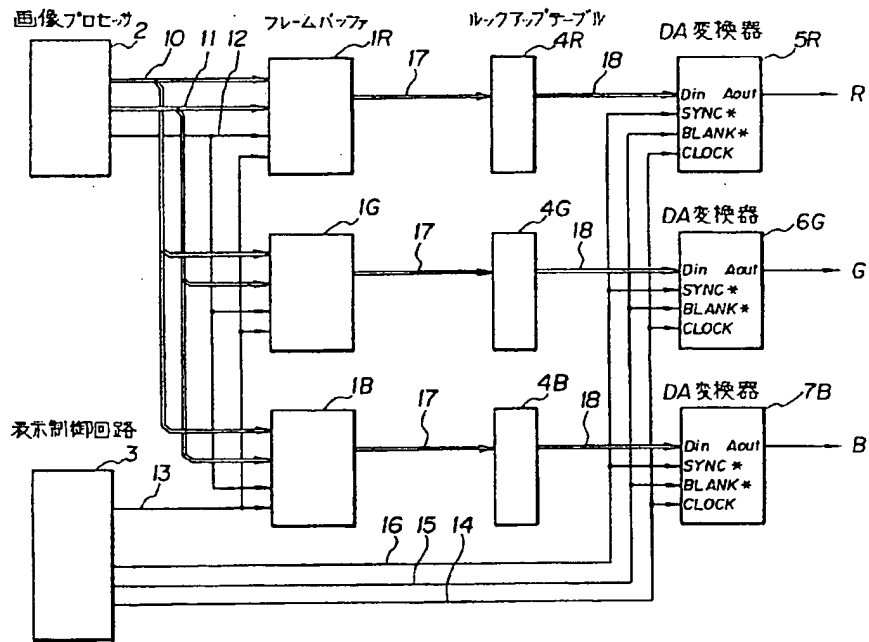 画像プロセッサ
2
10
11
12
フレームバッファ
1R
17
ルックアップテーブル
4R
18
DA変換器
5R
Din Aout
SYNC*
BLANK*
CLOCK
R
1G
17
4G
18
DA変換器
6G
Din Aout
SYNC*
BLANK*
CLOCK
G
1B
17
4B
18
DA変換器
7B
Din Aout
SYNC*
BLANK*
CLOCK
B
表示制御回路
3
13
16
15
14